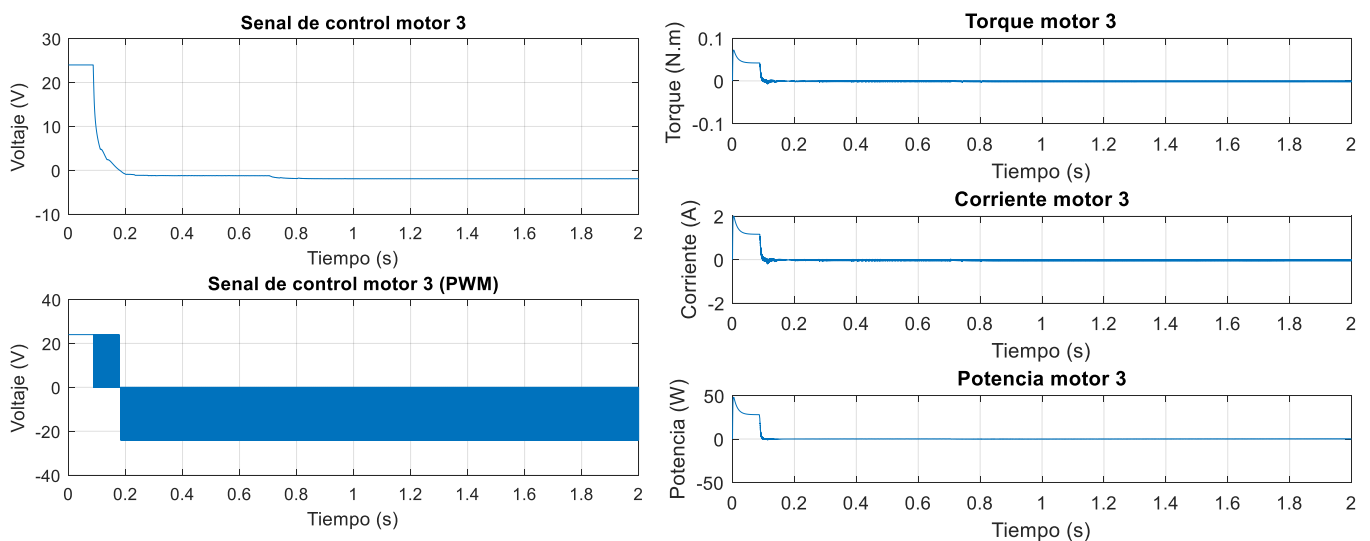 Senal de control motor 3
Voltaje (V)
30
20
10
0
-10
0 0.2 0.4 0.6 0.8 1 1.2 1.4 1.6 1.8 2
Tiempo (s)
Senal de control motor 3 (PWM)
Voltaje (V)
40
20
0
-20
-40
0 0.2 0.4 0.6 0.8 1 1.2 1.4 1.6 1.8 2
Tiempo (s)
Torque motor 3
Torque (N.m)
0.1
0
-0.1
0 0.2 0.4 0.6 0.8 1 1.2 1.4 1.6 1.8 2
Tiempo (s)
Corriente motor 3
Corriente (A)
2
0
-2
0 0.2 0.4 0.6 0.8 1 1.2 1.4 1.6 1.8 2
Tiempo (s)
Potencia motor 3
Potencia (W)
50
0
-50
0 0.2 0.4 0.6 0.8 1 1.2 1.4 1.6 1.8 2
Tiempo (s)